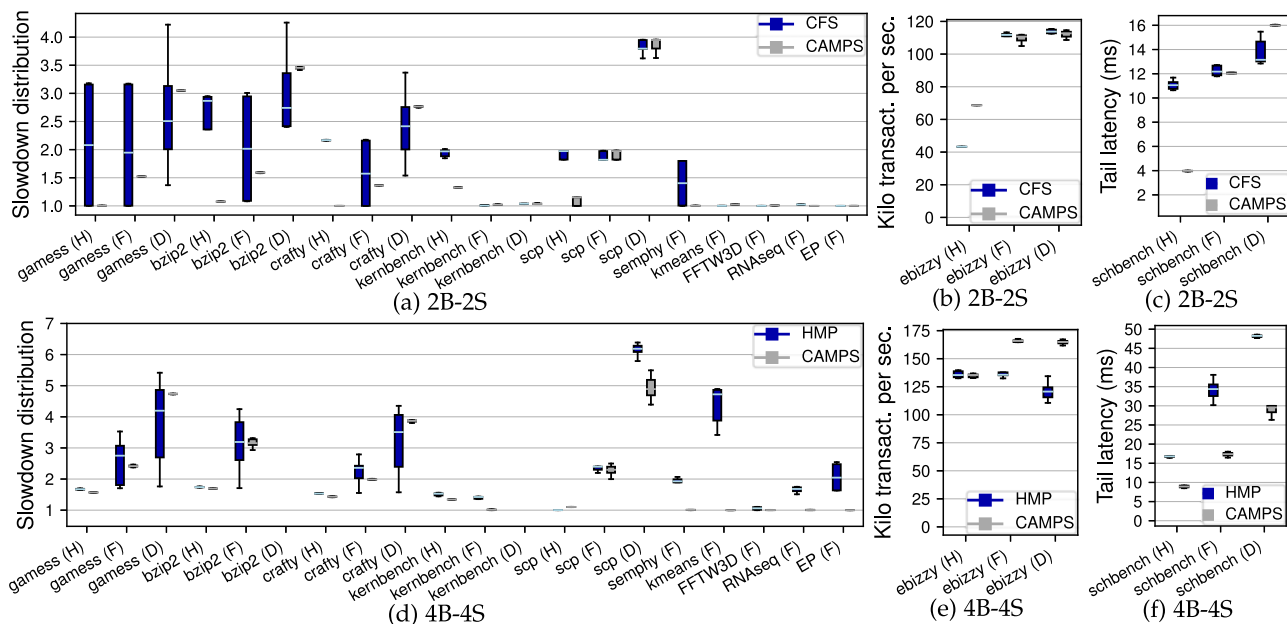 Slowdown distribution
4.0
3.5
3.0
2.5
2.0
1.5
1.0
CFS
CAMPS
gamess (H)
gamess (F)
gamess (D)
bzip2 (H)
bzip2 (F)
bzip2 (D)
crafty (H)
crafty (F)
crafty (D)
kernbench (H)
kernbench (F)
kernbench (D)
scp (H)
scp (F)
scp (D)
semphy (F)
kmeans (F)
FFTW3D (F)
RNAseq (F)
EP (F)
(a) 2B-2S
Kilo transact. per sec.
120
100
80
60
40
20
0
CFS
CAMPS
ebizzy (H)
ebizzy (F)
ebizzy (D)
(b) 2B-2S
Tail latency (ms)
16
14
12
10
8
6
4
2
CFS
CAMPS
schbench (H)
schbench (F)
schbench (D)
(c) 2B-2S
Slowdown distribution
7
6
5
4
3
2
1
HMP
CAMPS
gamess (H)
gamess (F)
gamess (D)
bzip2 (H)
bzip2 (F)
bzip2 (D)
crafty (H)
crafty (F)
crafty (D)
kernbench (H)
kernbench (F)
kernbench (D)
scp (H)
scp (F)
scp (D)
semphy (F)
kmeans (F)
FFTW3D (F)
RNAseq (F)
EP (F)
(d) 4B-4S
Kilo transact. per sec.
175
150
125
100
75
50
25
0
HMP
CAMPS
ebizzy (H)
ebizzy (F)
ebizzy (D)
(e) 4B-4S
Tail latency (ms)
50
45
40
35
30
25
20
15
10
5
0
HMP
CAMPS
schbench (H)
schbench (F)
schbench (D)
(f) 4B-4S